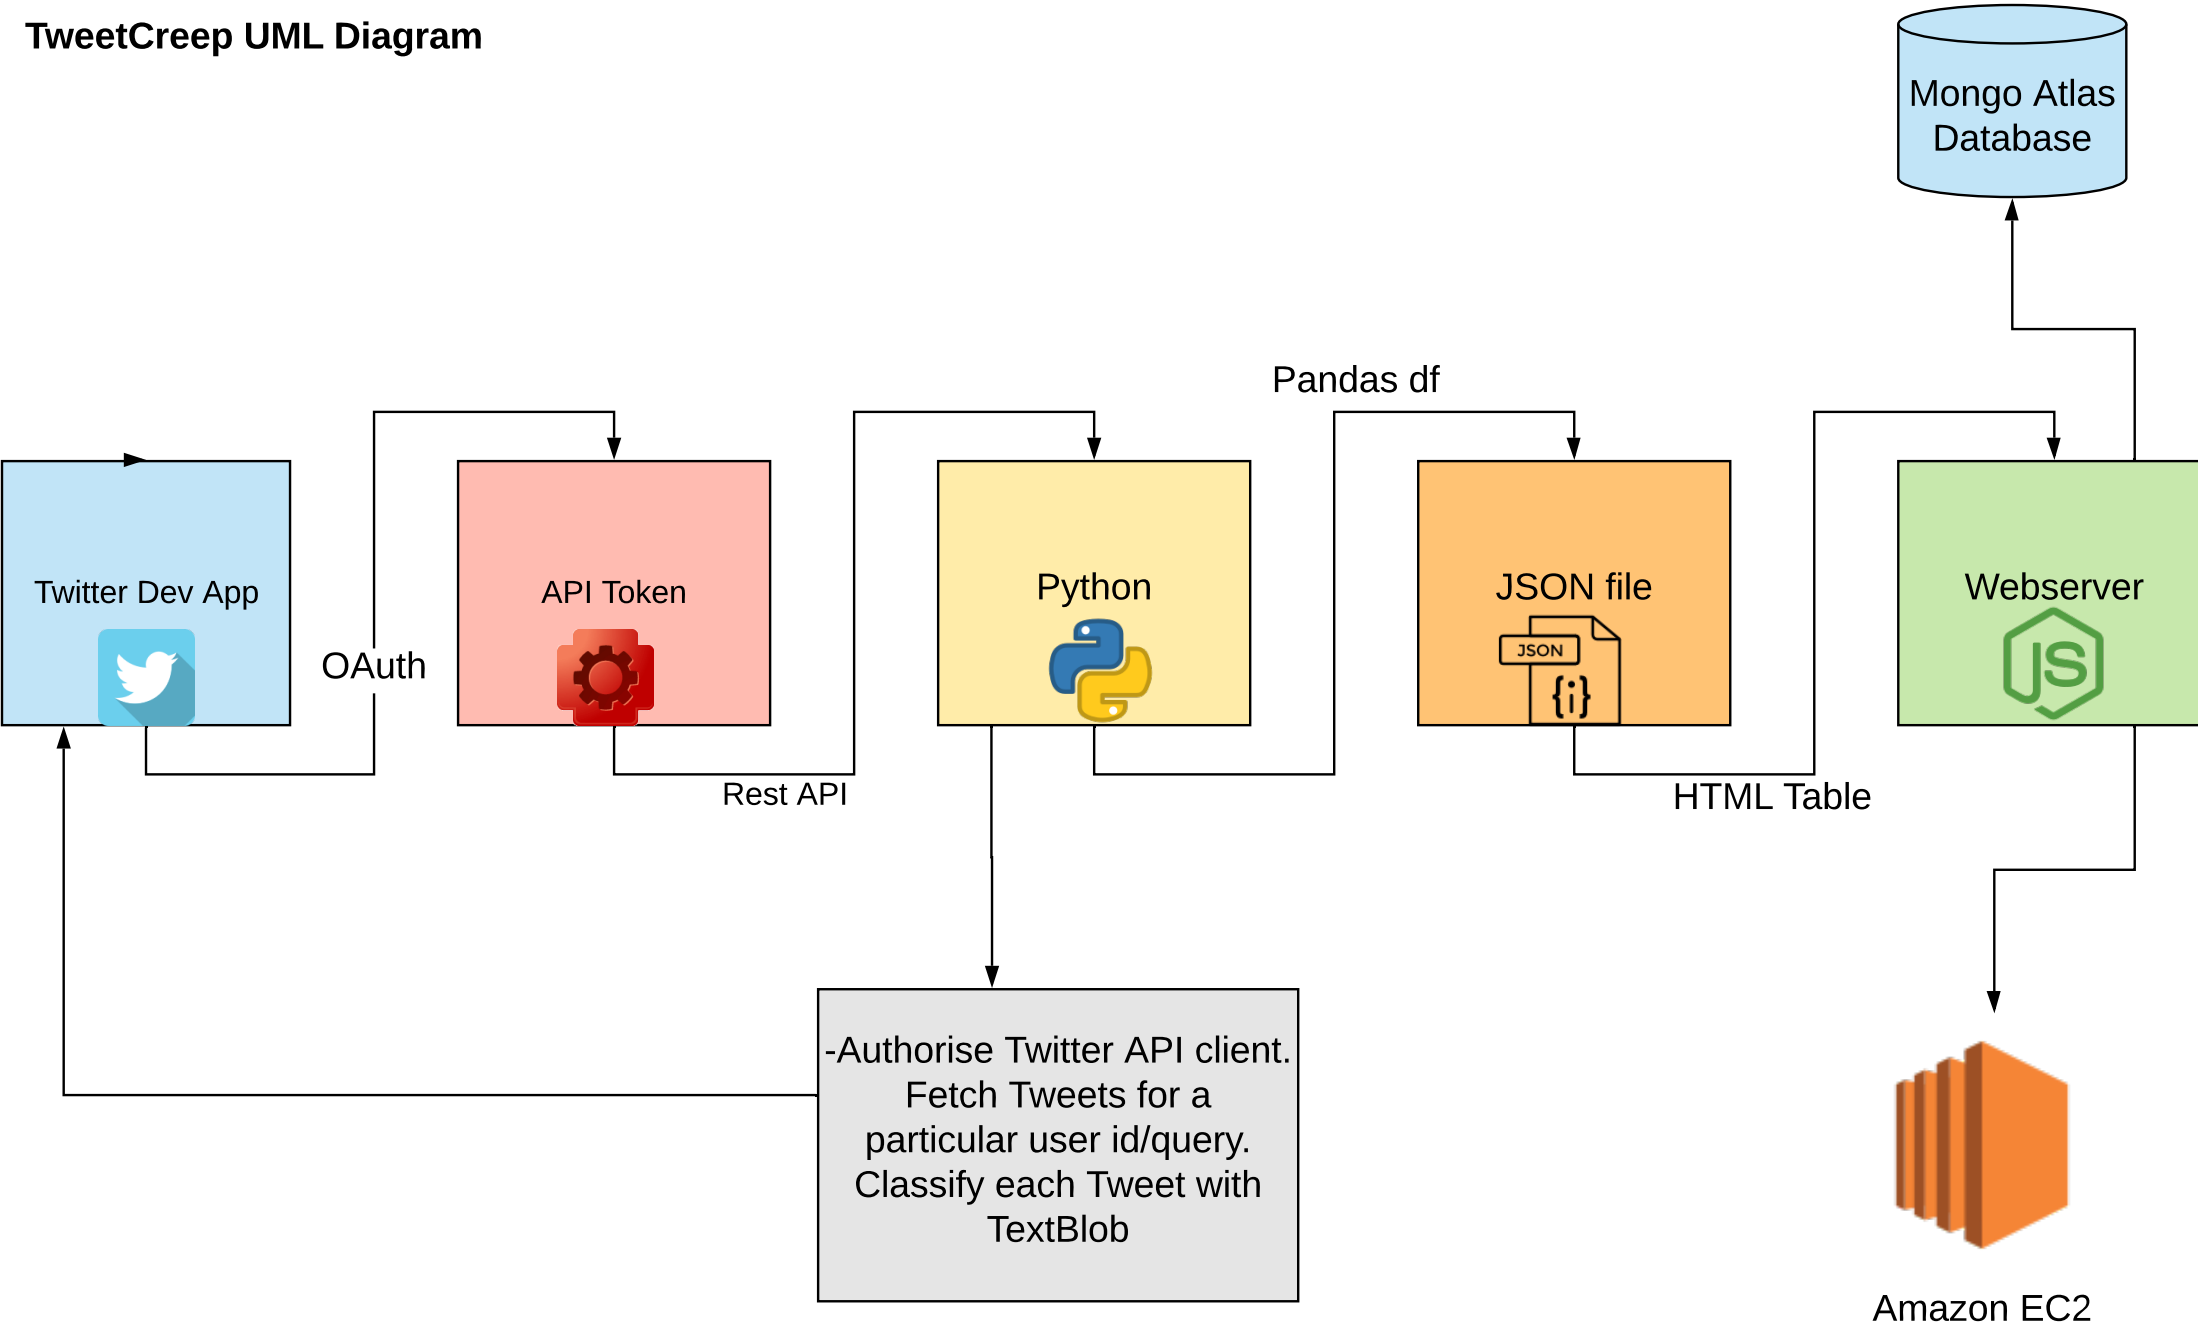 TweetCreep UML Diagram
Mongo Atlas
Database
Pandas df
Twitter Dev App
API Token
Python
JSON file
Webserver
JSON
{i}
JS
OAuth
Rest API
HTML Table
-Authorise Twitter API client.
Fetch Tweets for a
particular user id/query.
Classify each Tweet with
TextBlob
Amazon EC2